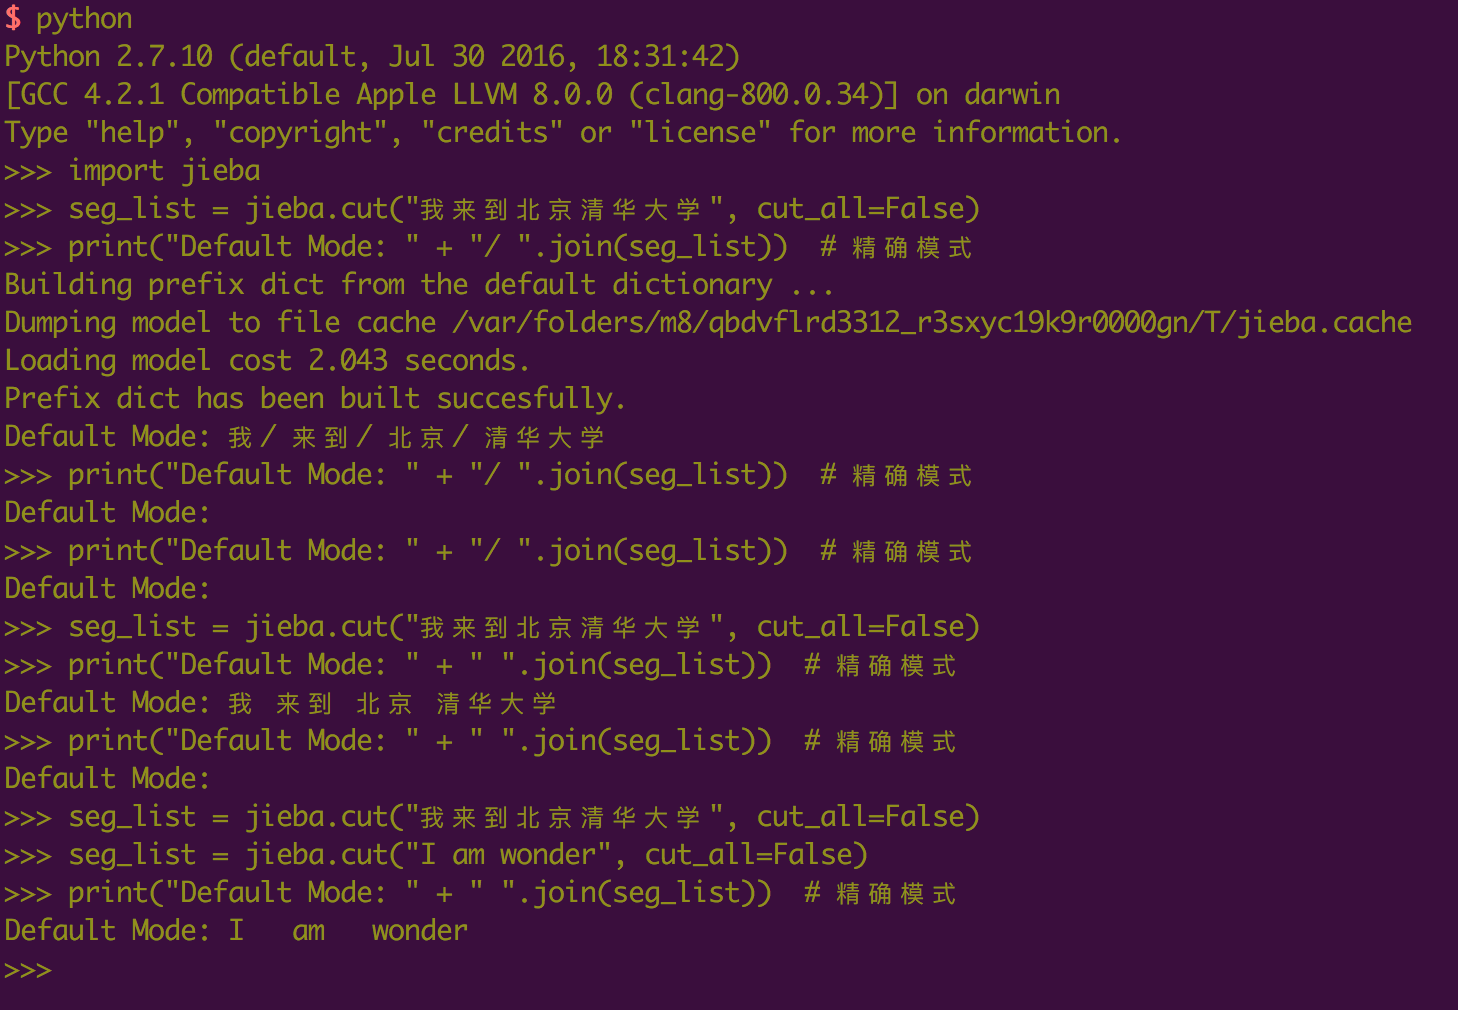 $ python
Python 2.7.10 (default, Jul 30 2016, 18:31:42)
[GCC 4.2.1 Compatible Apple LLVM 8.0.0 (clang-800.0.34)] on darwin
Type "help", "copyright", "credits" or "license" for more information.
>>> import jieba
>>> seg_list = jieba.cut("我来到北京清华大学", cut_all=False)
>>> print("Default Mode: " + "/ ".join(seg_list))  # 精确模式
Building prefix dict from the default dictionary ...
Dumping model to file cache /var/folders/m8/qbdvflrd3312_r3sxyc19k9r0000gn/T/jieba.cache
Loading model cost 2.043 seconds.
Prefix dict has been built succesfully.
Default Mode: 我/ 来到/ 北京/ 清华大学
>>> print("Default Mode: " + "/ ".join(seg_list))  # 精确模式
Default Mode:
>>> print("Default Mode: " + "/ ".join(seg_list))  # 精确模式
Default Mode:
>>> seg_list = jieba.cut("我来到北京清华大学", cut_all=False)
>>> print("Default Mode: " + " ".join(seg_list))  # 精确模式
Default Mode: 我 来到 北京 清华大学
>>> print("Default Mode: " + " ".join(seg_list))  # 精确模式
Default Mode:
>>> seg_list = jieba.cut("我来到北京清华大学", cut_all=False)
>>> seg_list = jieba.cut("I am wonder", cut_all=False)
>>> print("Default Mode: " + " ".join(seg_list))  # 精确模式
Default Mode: I   am   wonder
>>>